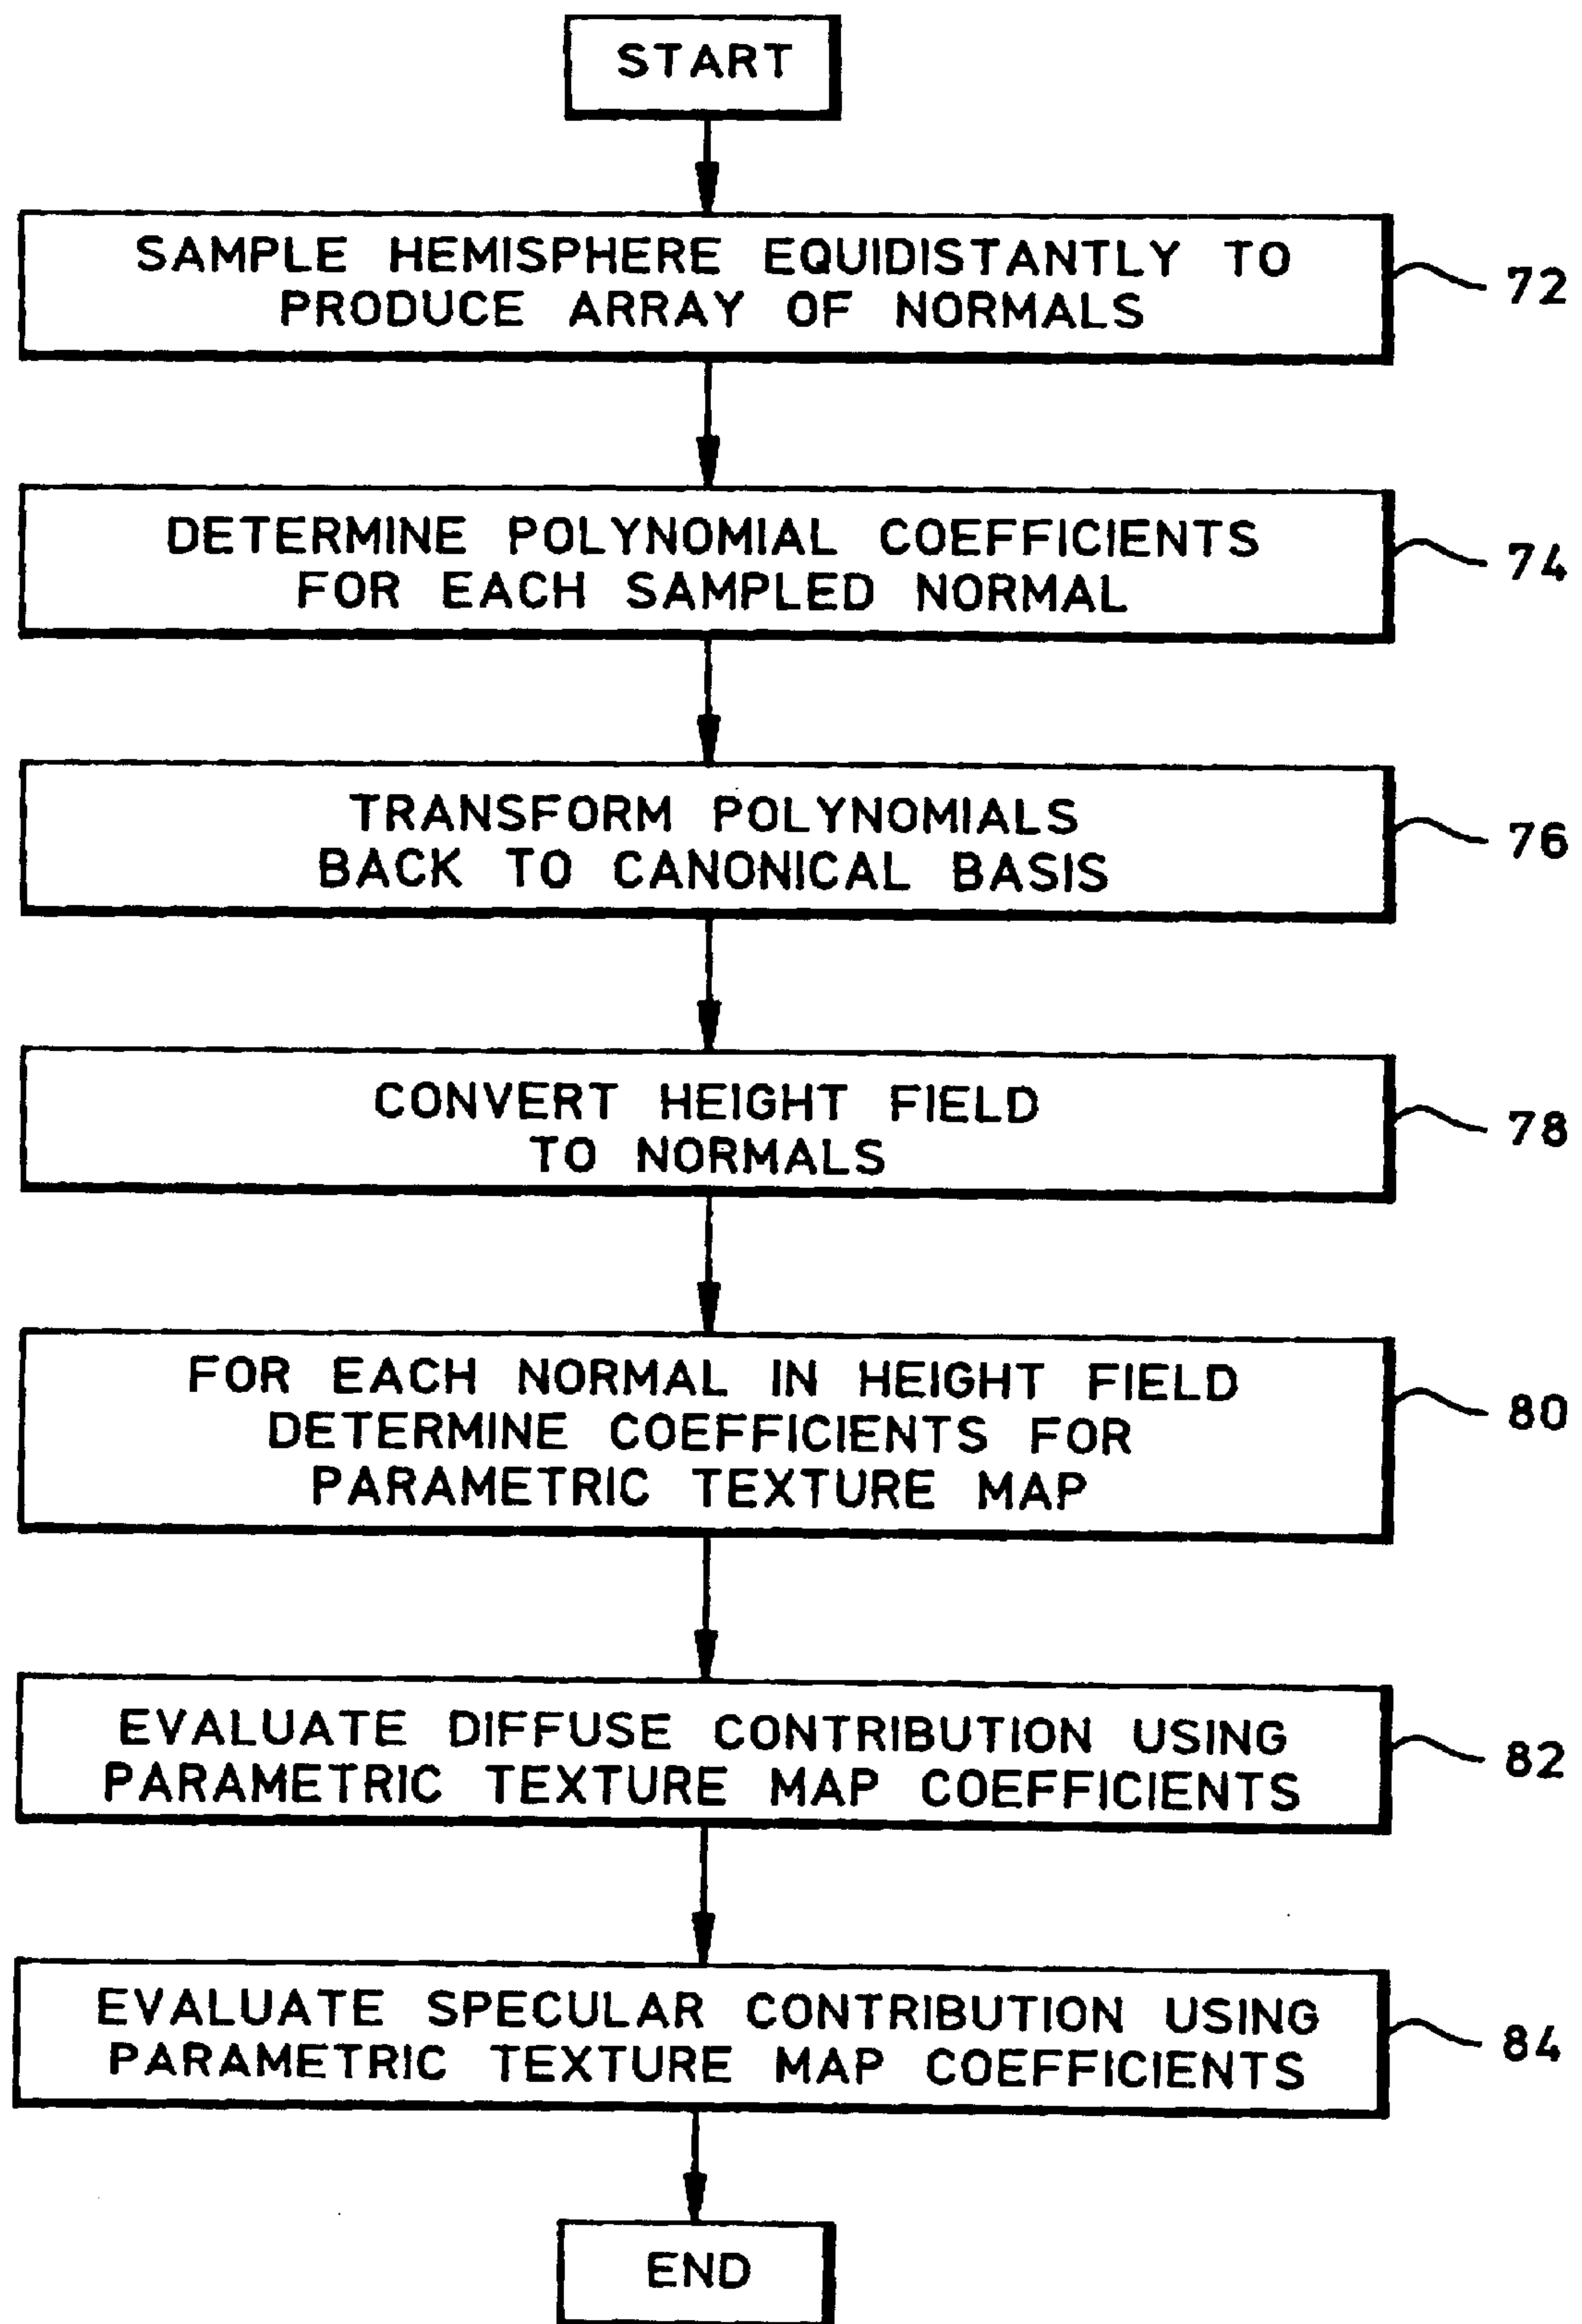 START
SAMPLE HEMISPHERE EQUIDISTANTLY TO
PRODUCE ARRAY OF NORMALS
72
DETERMINE POLYNOMIAL COEFFICIENTS
FOR EACH SAMPLED NORMAL
74
TRANSFORM POLYNOMIALS
BACK TO CANONICAL BASIS
76
CONVERT HEIGHT FIELD
TO NORMALS
78
FOR EACH NORMAL IN HEIGHT FIELD
DETERMINE COEFFICIENTS FOR
PARAMETRIC TEXTURE MAP
80
EVALUATE DIFFUSE CONTRIBUTION USING
PARAMETRIC TEXTURE MAP COEFFICIENTS
82
EVALUATE SPECULAR CONTRIBUTION USING
PARAMETRIC TEXTURE MAP COEFFICIENTS
84
END